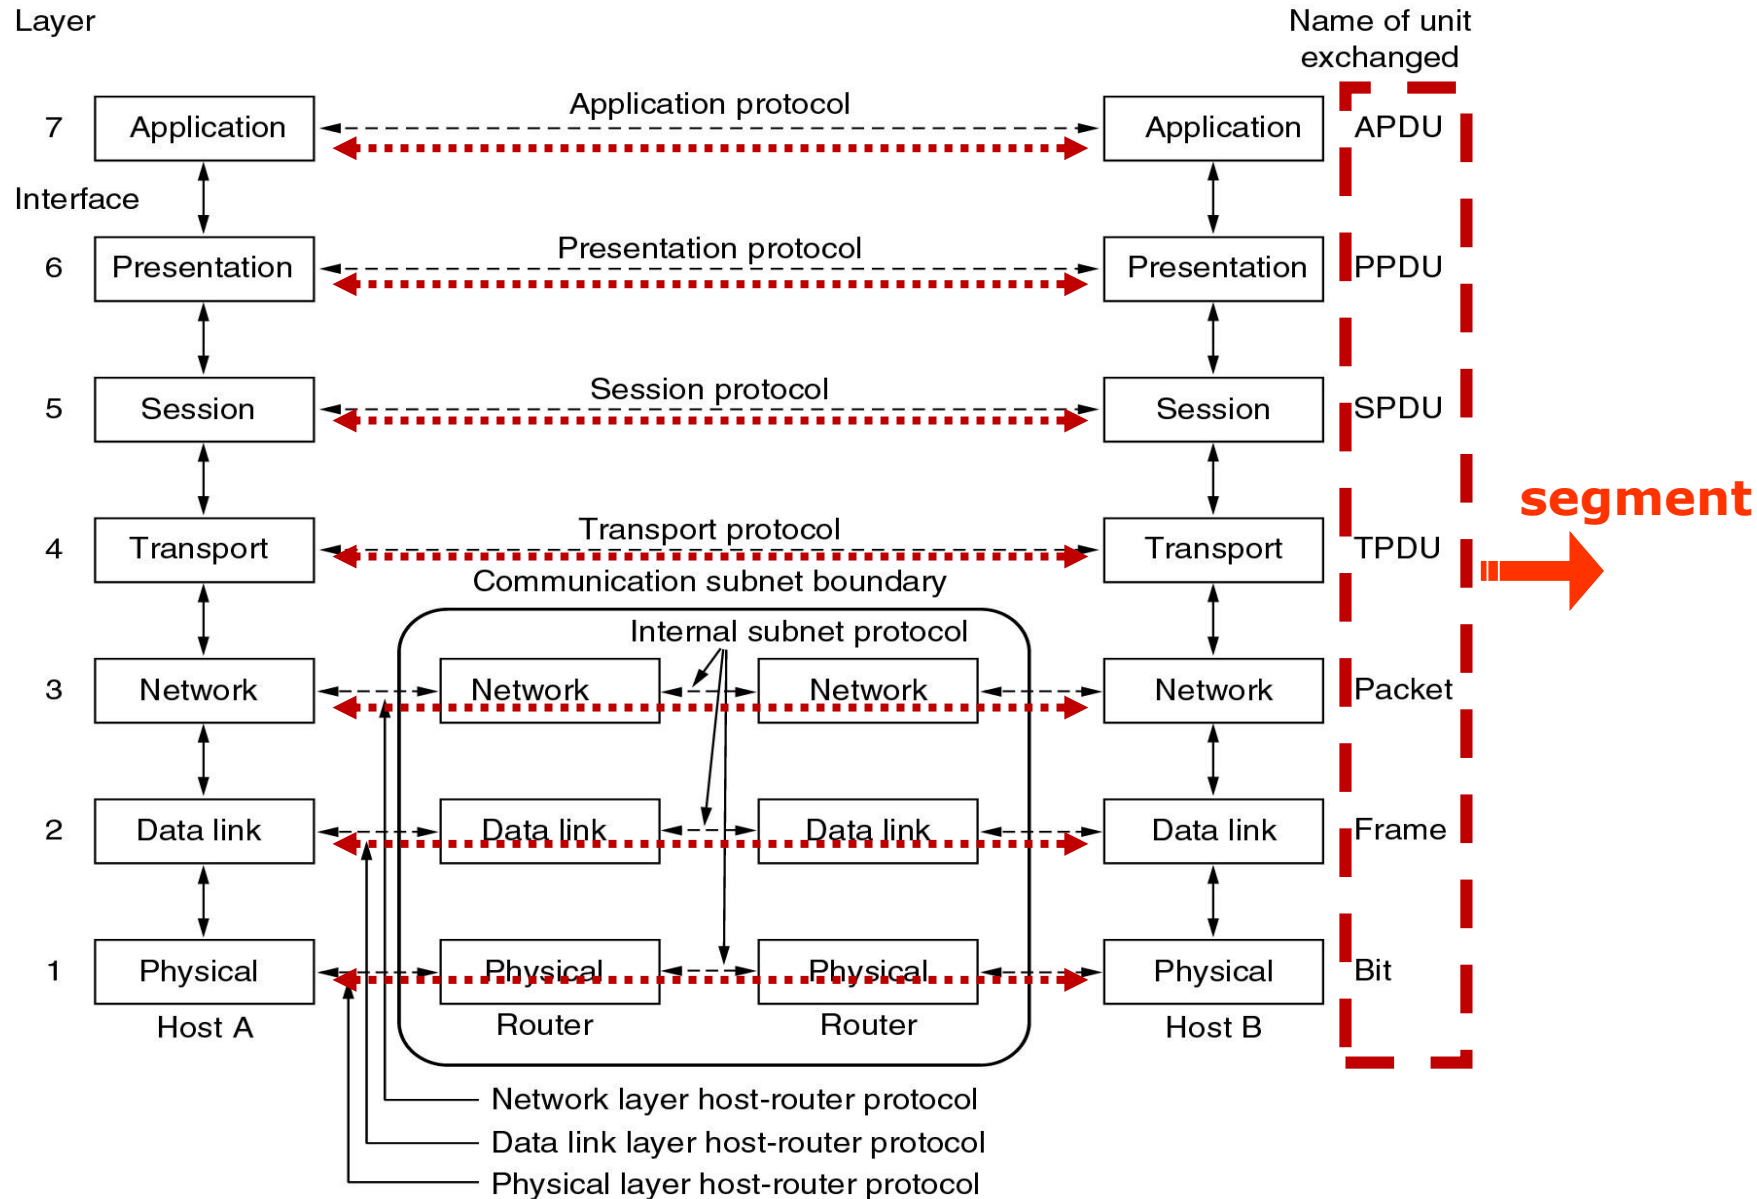 Layer
Name of unit
exchanged
Application protocol
7 Application Application APDU
Interface
Presentation protocol
6 Presentation Presentation PPDU
Session protocol
5 Session Session SPDU
segment
Transport protocol
4 Transport Transport TPDU
Communication subnet boundary
Internal subnet protocol
3 Network Network Network Network Packet
2 Data link Data link Data link Data link Frame
1 Physical Physical Physical Physical Bit
Host A Router Router Host B
Network layer host-router protocol
Data link layer host-router protocol
Physical layer host-router protocol